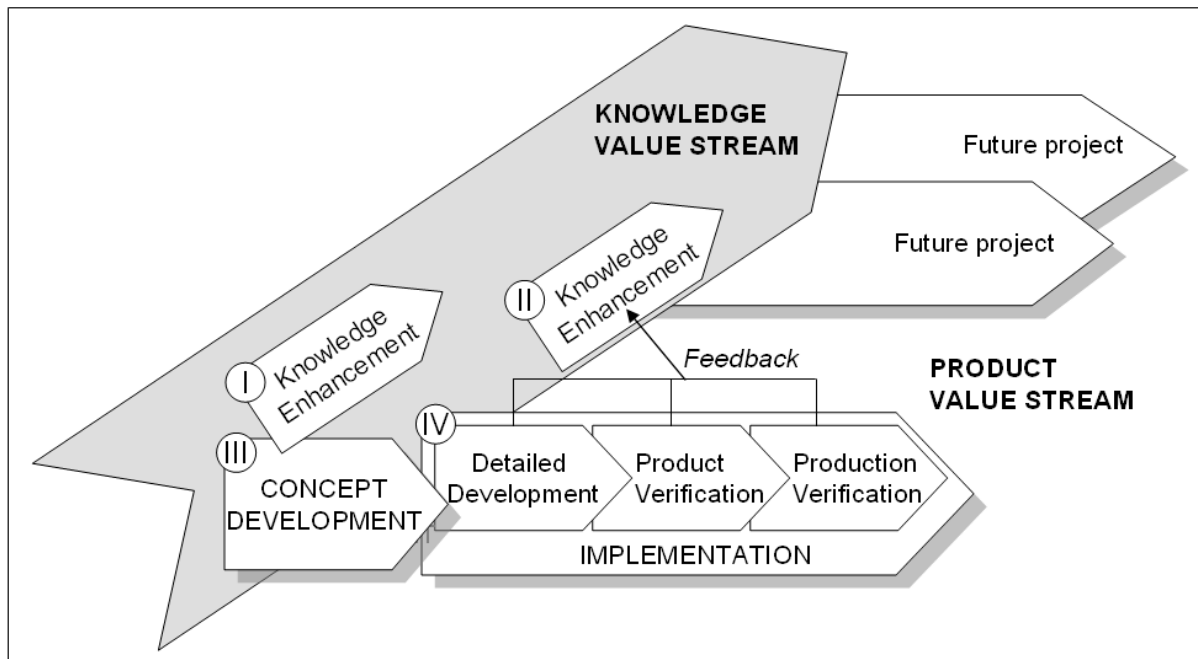 KNOWLEDGE
VALUE STREAM
Future project
Future project
II
Knowledge
Enhancement
I
Knowledge
Enhancement
Feedback
PRODUCT
VALUE STREAM
III
CONCEPT
DEVELOPMENT
IV
Detailed
Development
Product
Verification
Production
Verification
IMPLEMENTATION